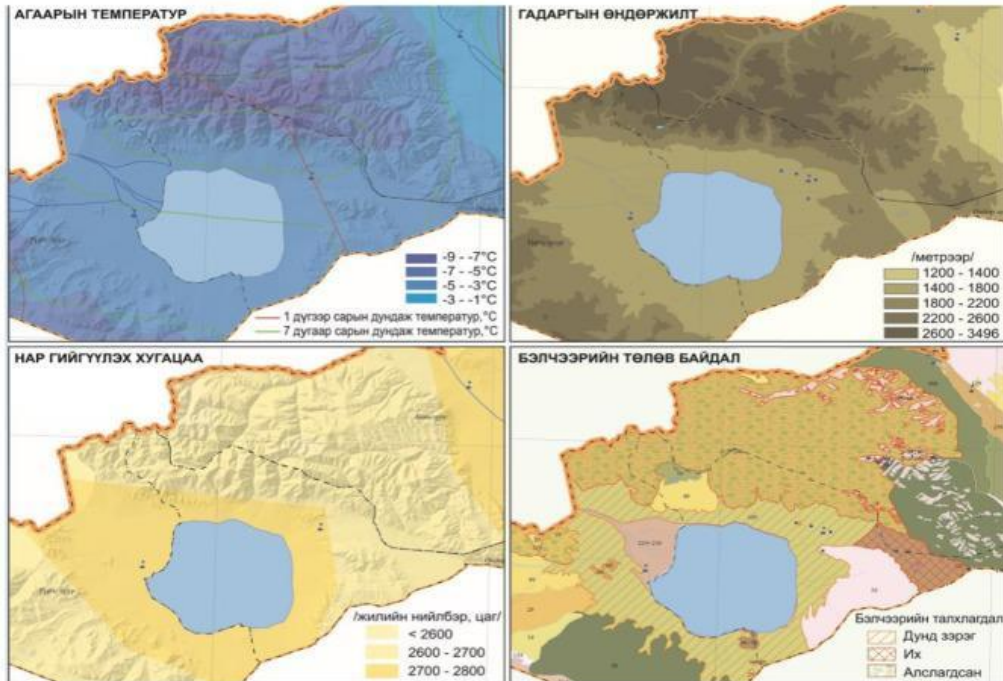 АГААРЫН ТЕМПЕРАТУР
-9 - -7°C
-7 - -5°C
-5 - -3°C
-3 - -1°C
1 дүгээр сарын дундаж температур,°C
7 дугаар сарын дундаж температур,°C
ГАДАРГЫН ӨНДӨРЖИЛТ
/метрээр/
1200 - 1400
1400 - 1800
1800 - 2200
2200 - 2600
2600 - 3496
НАР ГИЙГҮҮЛЭХ ХУГАЦАА
/жилийн нийлбэр, цаг/
< 2600
2600 - 2700
2700 - 2800
БЭЛЧЭЭРИЙН ТӨЛӨВ БАЙДАЛ
Бэлчээрийн талхлагдал
Дунд зэрэг
Их
Алслагдсан